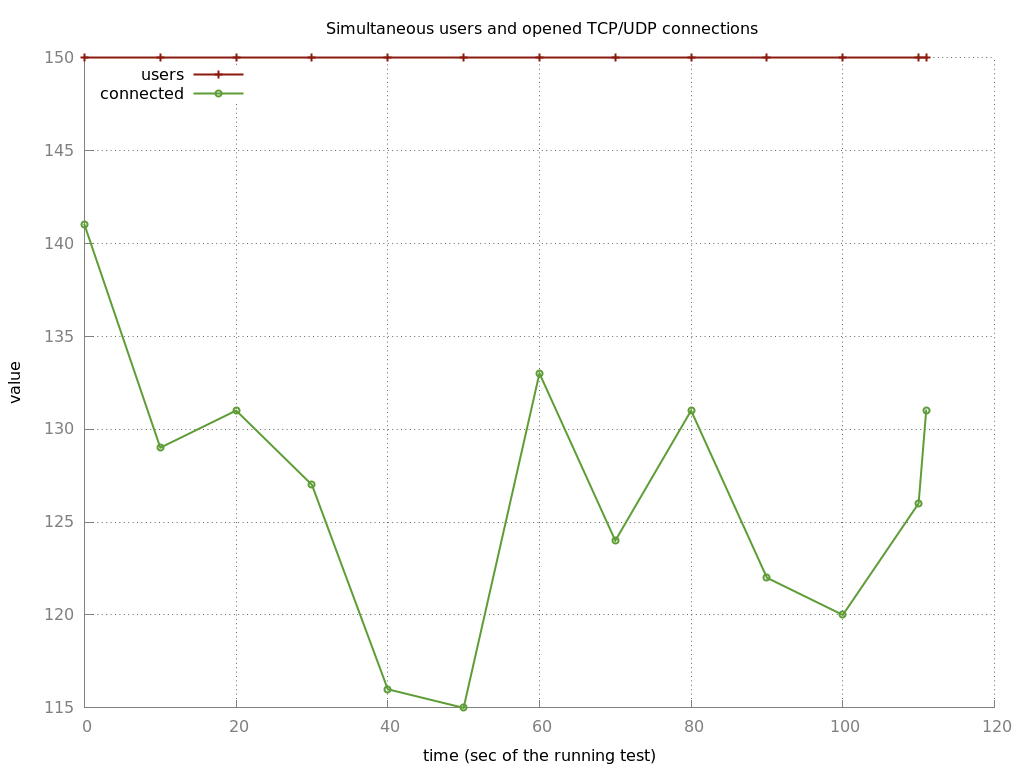 Simultaneous users and opened TCP/UDP connections
150
users
connected
145
140
135
value
130
125
120
115
0 20 40 60 80 100 120
time (sec of the running test)